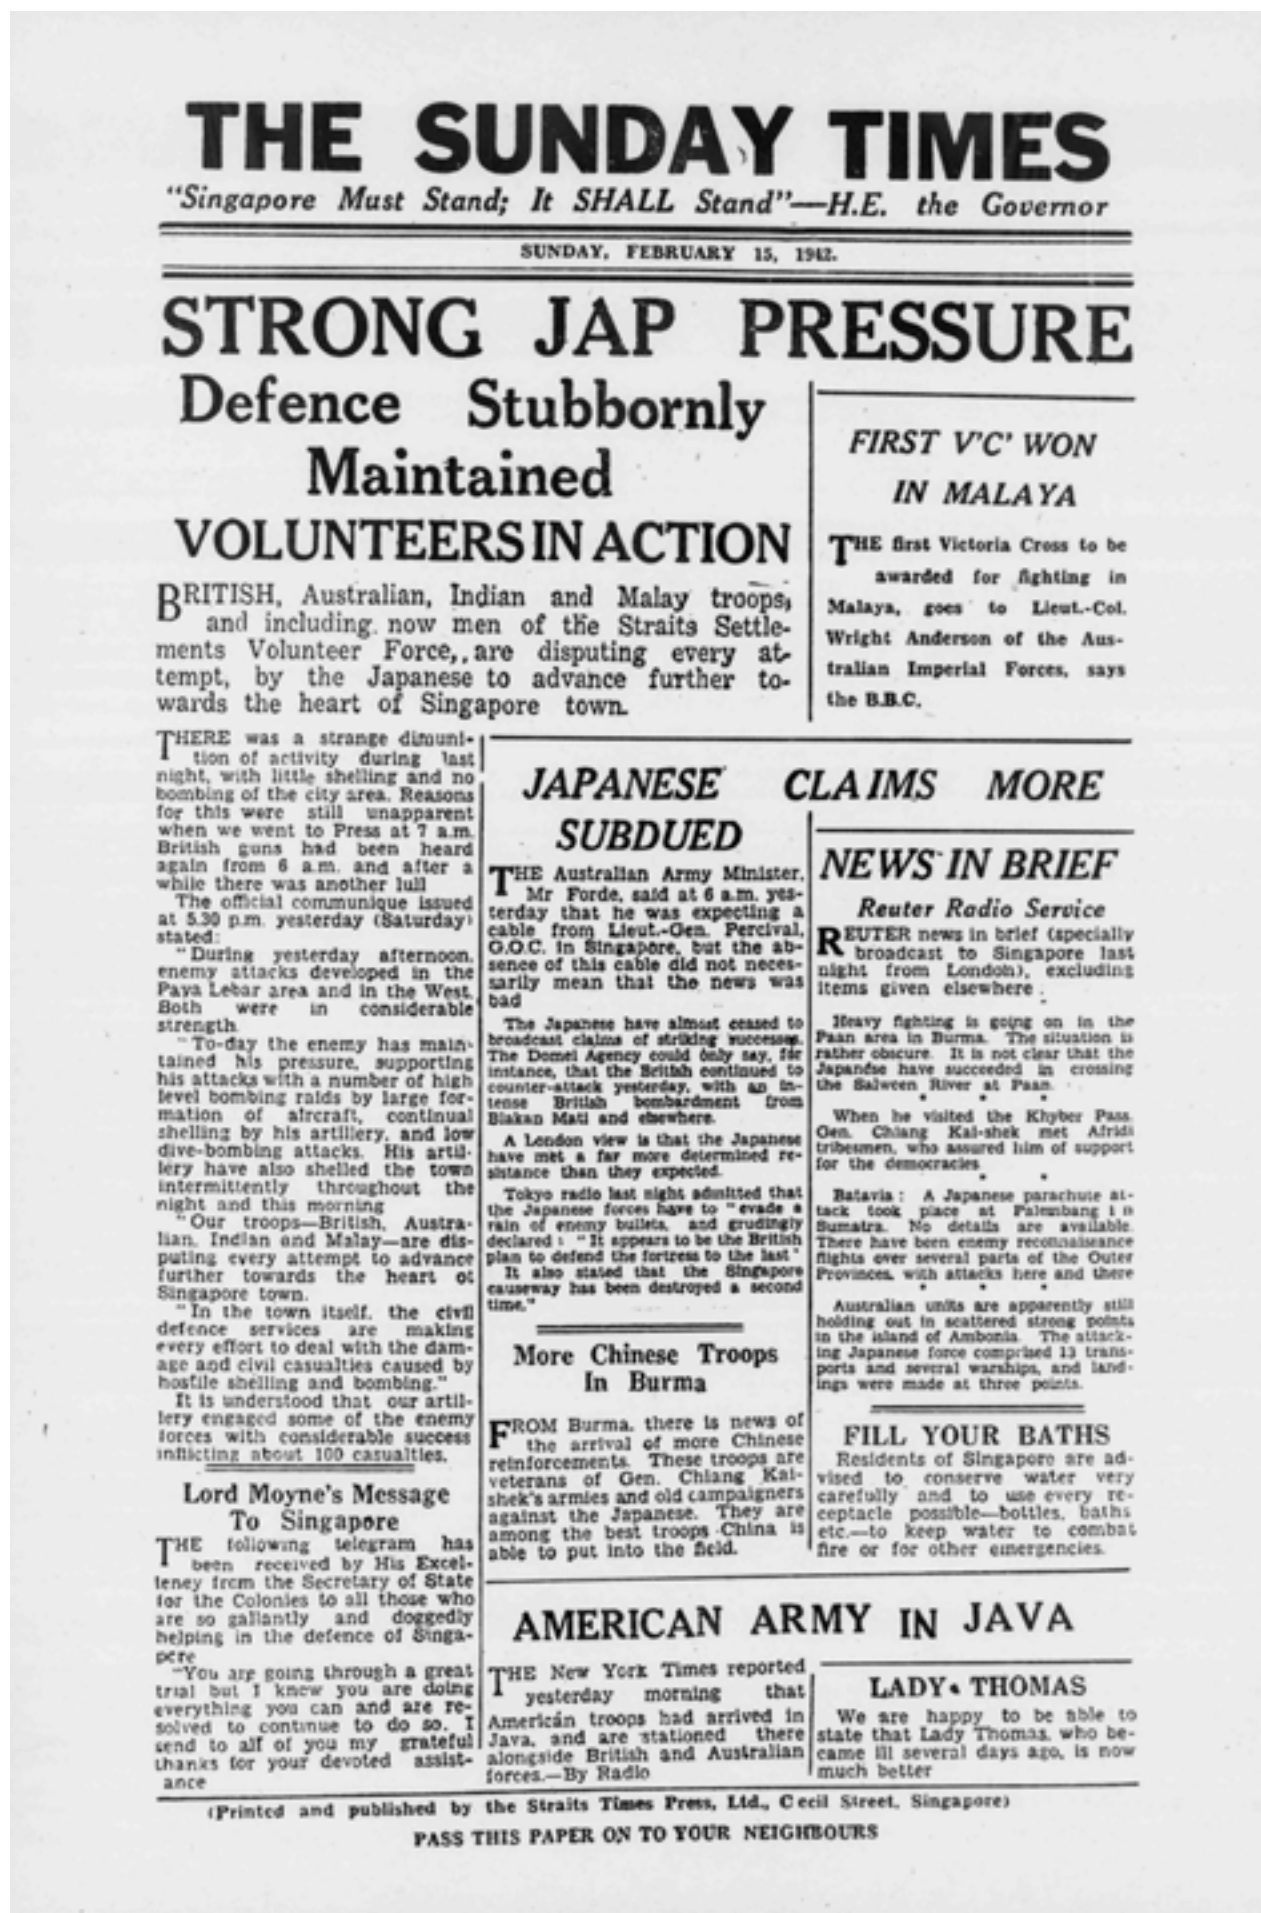 THE SUNDAY TIMES
"Singapore Must Stand; It SHALL Stand"—H.E. the Governor
SUNDAY, FEBRUARY 15, 1942.
STRONG JAP PRESSURE
Defence Stubbornly
Maintained
VOLUNTEERS IN ACTION
BRITISH, Australian, Indian and Malay troops,
and including now men of the Straits Settle-
ments Volunteer Force, are disputing every at-
tempt, by the Japanese to advance further to-
wards the heart of Singapore town.
FIRST V'C' WON
IN MALAYA
THE first Victoria Cross to be
awarded for fighting in
Malaya, goes to Lieut.-Col.
Wright Anderson of the Aus-
tralian Imperial Forces, says
the B.B.C.
THERE was a strange dimuni-
tion of activity during last
night, with little shelling and no
bombing of the city area. Reasons
for this were still unapparent
when we went to Press at 7 a.m.
British guns had been heard
again from 6 a.m. and after a
while there was another lull
The official communique issued
at 5.30 p.m. yesterday (Saturday)
stated:
"During yesterday afternoon,
enemy attacks developed in the
Paya Lebar area and in the West.
Both were in considerable
strength.
"To-day the enemy has main-
tained his pressure, supporting
his attacks with a number of high
level bombing raids by large for-
mation of aircraft, continual
shelling by his artillery, and low
dive-bombing attacks. His artil-
lery have also shelled the town
intermittently throughout the
night and this morning
"Our troops—British, Austra-
lian, Indian and Malay—are dis-
puting every attempt to advance
further towards the heart of
Singapore town.
"In the town itself, the civil
defence services are making
every effort to deal with the dam-
age and civil casualties caused by
hostile shelling and bombing."
It is understood that our artil-
lery engaged some of the enemy
forces with considerable success
inflicting about 100 casualties.
Lord Moyne's Message
To Singapore
THE following telegram has
been received by His Excel-
leney from the Secretary of State
for the Colonies to all those who
are so gallantly and doggedly
helping in the defence of Singa-
pore
"You are going through a great
trial but I knew you are doing
everything you can and are re-
solved to continue to do so. I
send to all of you my grateful
thanks for your devoted assist-
ance
JAPANESE CLAIMS MORE
SUBDUED
THE Australian Army Minister,
Mr Forde, said at 6 a.m. yes-
terday that he was expecting a
cable from Lieut.-Gen. Percival,
G.O.C. in Singapore, but the ab-
sence of this cable did not neces-
sarily mean that the news was
bad
The Japanese have almost ceased to
broadcast claims of striking successes.
The Domei Agency could only say, for
instance, that the British continued to
counter-attack yesterday, with an in-
tense British bombardment from
Blakan Mati and elsewhere.
A London view is that the Japanese
have met a far more determined re-
sistance than they expected.
Tokyo radio last night admitted that
the Japanese forces have to "evade a
rain of enemy bullets, and grudingly
declared : "It appears to be the British
plan to defend the fortress to the last"
It also stated that the Singapore
causeway has been destroyed a second
time."
More Chinese Troops
In Burma
FROM Burma, there is news of
the arrival of more Chinese
reinforcements. These troops are
veterans of Gen. Chiang Kai-
shek's armies and old campaigners
against the Japanese. They are
among the best troops China is
able to put into the field.
NEWS IN BRIEF
Reuter Radio Service
REUTER news in brief (specially
broadcast to Singapore last
night from London), excluding
items given elsewhere .
Heavy fighting is going on in the
Paan area in Burma. The situation is
rather obscure. It is not clear that the
Japanese have succeeded in crossing
the Salween River at Paan.
* * *
When he visited the Khyber Pass,
Gen. Chiang Kai-shek met Afridi
tribesmen, who assured him of support
for the democracies
* *
Batavia : A Japanese parachute at-
tack took place at Palembang in
Sumatra. No details are available.
There have been enemy reconnaissance
flights over several parts of the Outer
Provinces, with attacks here and there
* * *
Australian units are apparently still
holding out in scattered strong points
in the island of Ambonia. The attack-
ing Japanese force comprised 13 trans-
ports and several warships, and land-
ings were made at three points.
FILL YOUR BATHS
Residents of Singapore are ad-
vised to conserve water very
carefully and to use every re-
ceptacle possible—bottles, baths
etc.—to keep water to combat
fire or for other emergencies.
AMERICAN ARMY IN JAVA
THE New York Times reported
yesterday morning that
American troops had arrived in
Java, and are stationed there
alongside British and Australian
forces.—By Radio
LADY THOMAS
We are happy to be able to
state that Lady Thomas, who be-
came ill several days ago, is now
much better
(Printed and published by the Straits Times Press, Ltd., Cecil Street, Singapore)
PASS THIS PAPER ON TO YOUR NEIGHBOURS